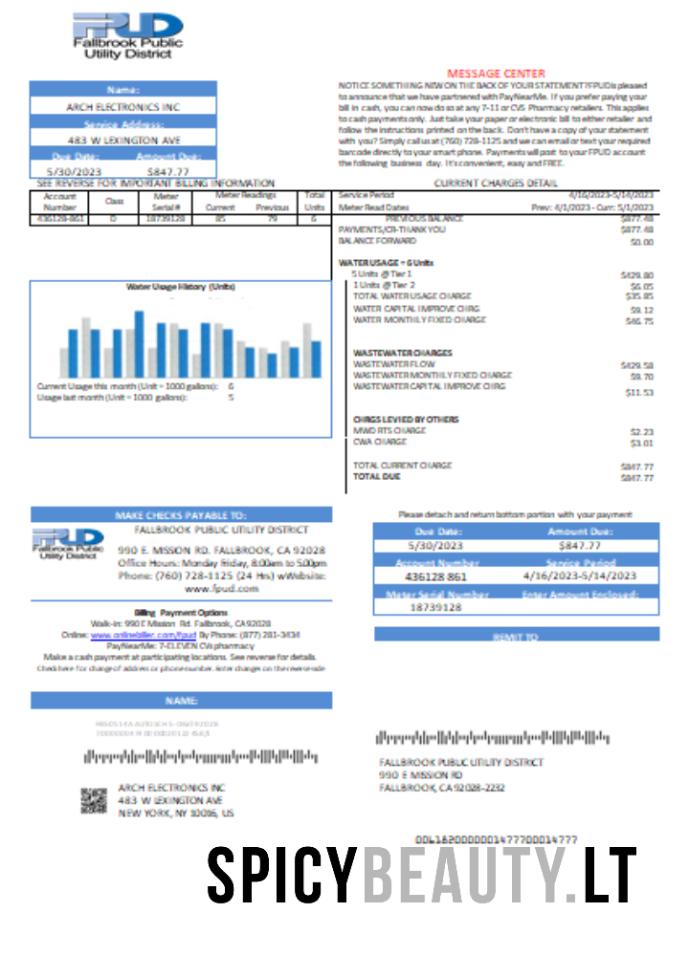 FPUD
Fallbrook Public
Utility District
Name:
ARCH ELECTRONICS INC
Service Address:
483 W LEXINGTON AVE
Due Date: Amount Due:
5/30/2023 $847.77
SEE REVERSE FOR IMPORTANT BILLING INFORMATION
Account Number Class Meter Serial # Meter Readings Current Previous Total Units
436128-861 D 18739128 85 79 6
Water Usage History (Units)
Current Usage this month (Unit = 1000 gallons): 6
Usage last month (Unit = 1000 gallons): 5
MESSAGE CENTER
NOTICE SOMETHING NEW ON THE BACK OF YOUR STATEMENT? FPUD is pleased
to announce that we have partnered with PayNearMe. If you prefer paying your
bill in cash, you can now do so at any 7-11 or CVS Pharmacy retailers. This applies
to cash payments only. Just take your paper or electronic bill to either retailer and
follow the instructions printed on the back. Don't have a copy of your statement
with you? Simply call us at (760) 728-1125 and we can email or text your required
barcode directly to your smart phone. Payments will post to your FPUD account
the following business day. It's convenient, easy and FREE.
CURRENT CHARGES DETAIL
Service Period 4/16/2023-5/14/2023
Meter Read Dates Prev: 4/1/2023 - Curr: 5/1/2023
PREVIOUS BALANCE $877.48
PAYMENTS/CR-THANK YOU $877.48
BALANCE FORWARD $0.00
WATER USAGE = 6 Units
5 Units @ Tier 1 $429.80
1 Units @ Tier 2 $6.05
TOTAL WATER USAGE CHARGE $35.85
WATER CAPITAL IMPROVE CHRG $9.12
WATER MONTHLY FIXED CHARGE $46.75
WASTEWATER CHARGES
WASTEWATER FLOW $429.58
WASTEWATER MONTHLY FIXED CHARGE $9.70
WASTEWATER CAPITAL IMPROVE CHRG $11.53
CHRGS LEVIED BY OTHERS
MWD RTS CHARGE $2.23
CWA CHARGE $3.01
TOTAL CURRENT CHARGE $847.77
TOTAL DUE $847.77
MAKE CHECKS PAYABLE TO:
FPUD
Fallbrook Public
Utility District
FALLBROOK PUBLIC UTILITY DISTRICT
990 E. MISSION RD. FALLBROOK, CA 92028
Office Hours: Monday Friday, 8:00am to 5:00pm
Phone: (760) 728-1125 (24 Hrs) wWebsite:
www.fpud.com
Billing Payment Options
Walk-in: 990 E Mission Rd. Fallbrook, CA 92028
Online: www.onlinebiller.com/fpud By Phone: (877) 281-3434
PayNearMe: 7-ELEVEN CVs pharmacy
Make a cash payment at participating locations. See reverse for details.
Check here for change of address or phone number. Enter changes on the reverse side
NAME:
ARCH ELECTRONICS INC
483 W LEXINGTON AVE
NEW YORK, NY 10016, US
Please detach and return bottom portion with your payment
Due Date: Amount Due:
5/30/2023 $847.77
Account Number Service Period
436128 861 4/16/2023-5/14/2023
Meter Serial Number Enter Amount Enclosed:
18739128
REMIT TO
FALLBROOK PUBLIC UTILITY DISTRICT
990 E MISSION RD
FALLBROOK, CA 92028-2232
SPICYBEAUTY.LT